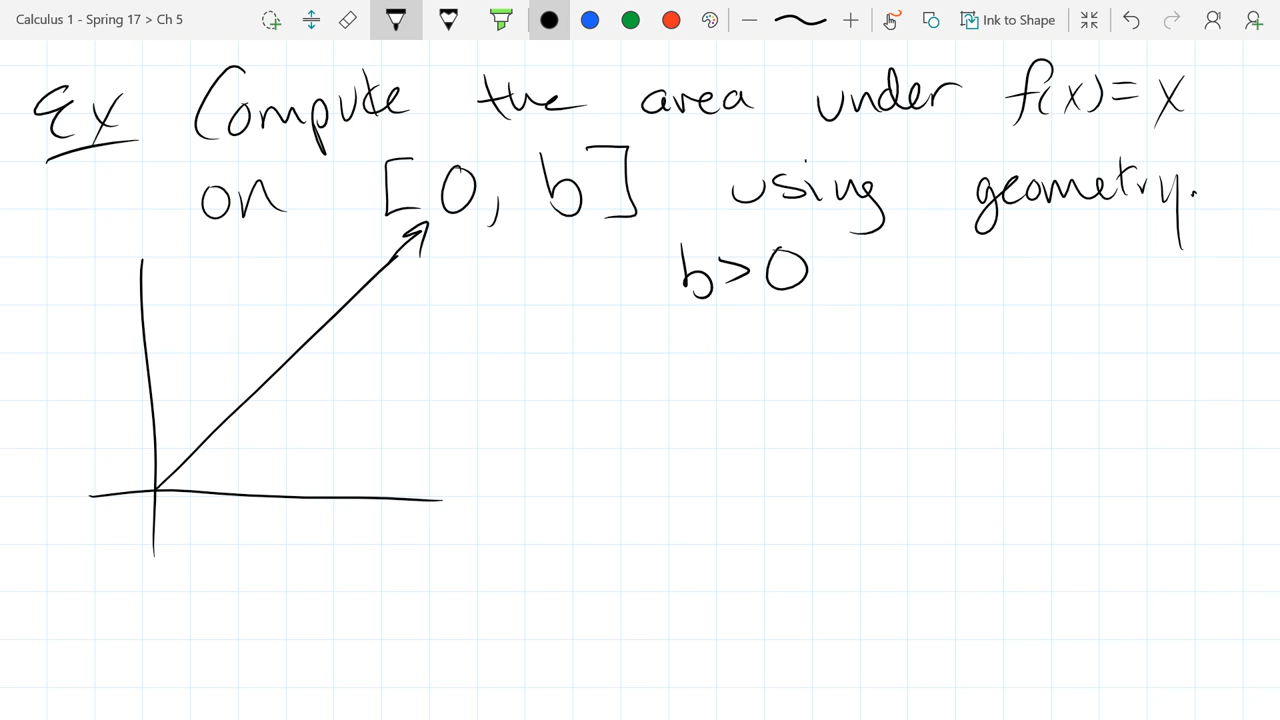 Calculus 1 - Spring 17 > Ch 5
Ink to Shape
Ex Compute the area under f(x)=x
on [0, b] using geometry.
b>0